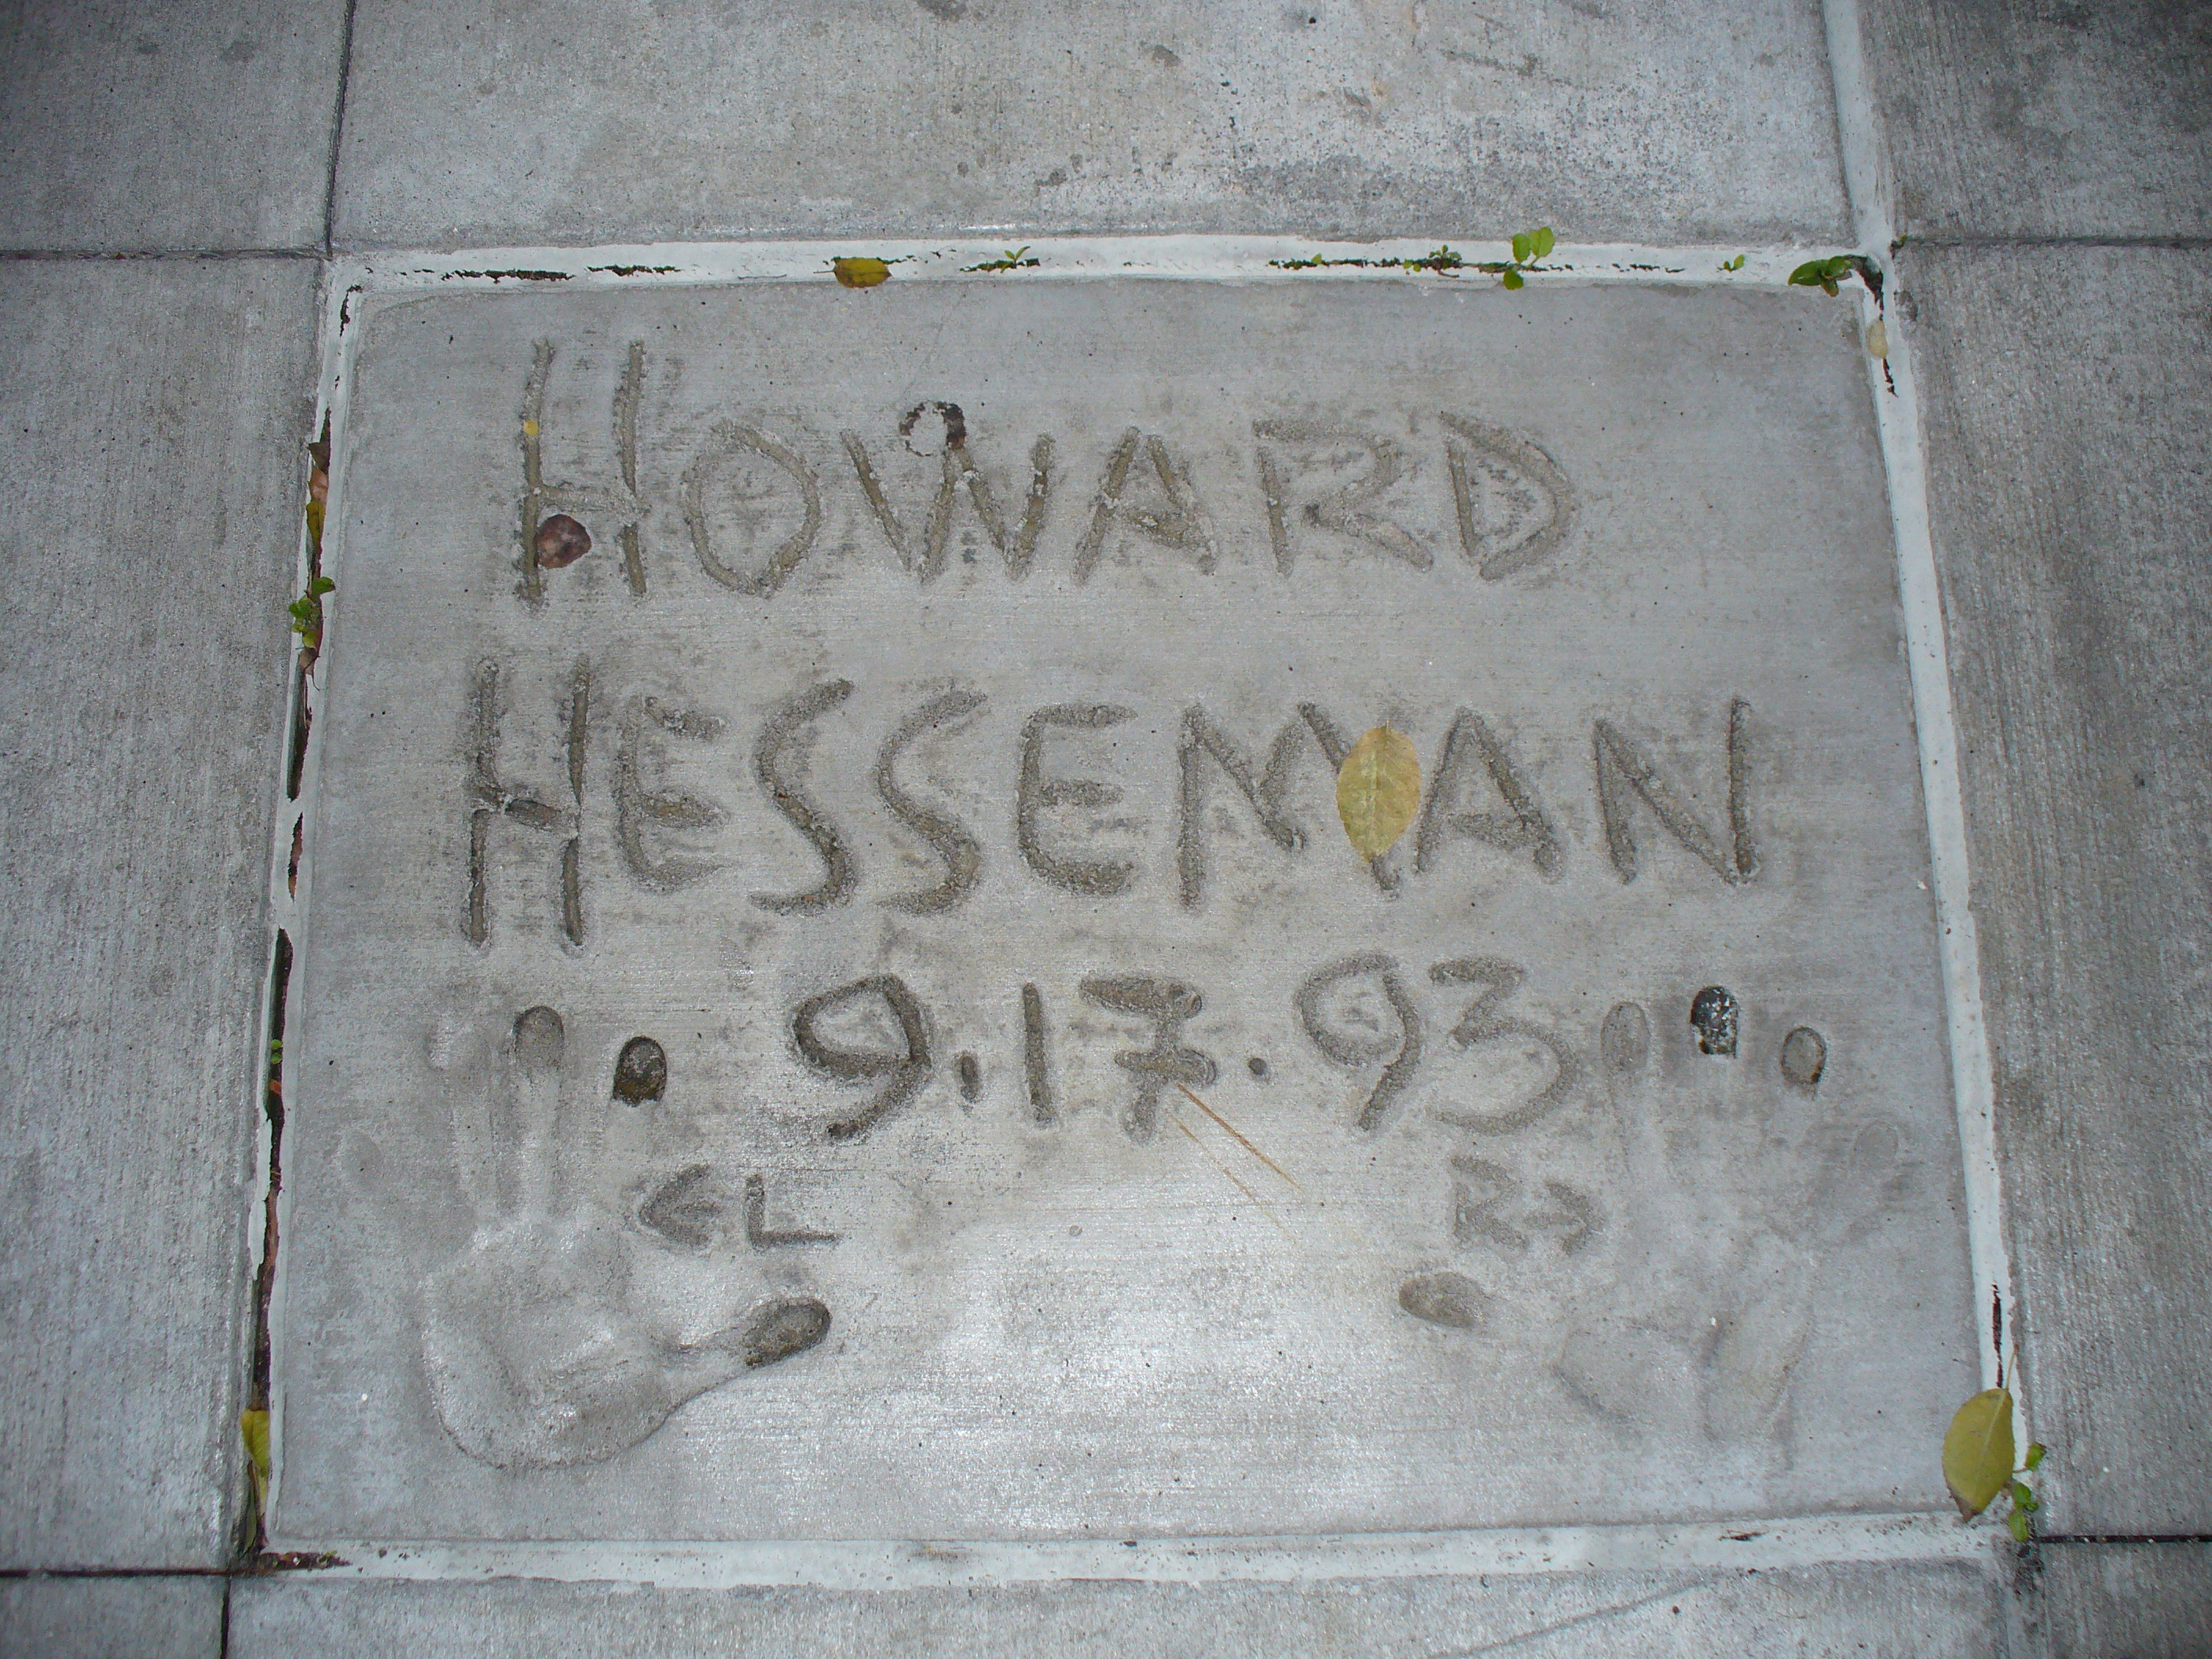 HOWARD
HESSEMAN
9.17.93
← L R →